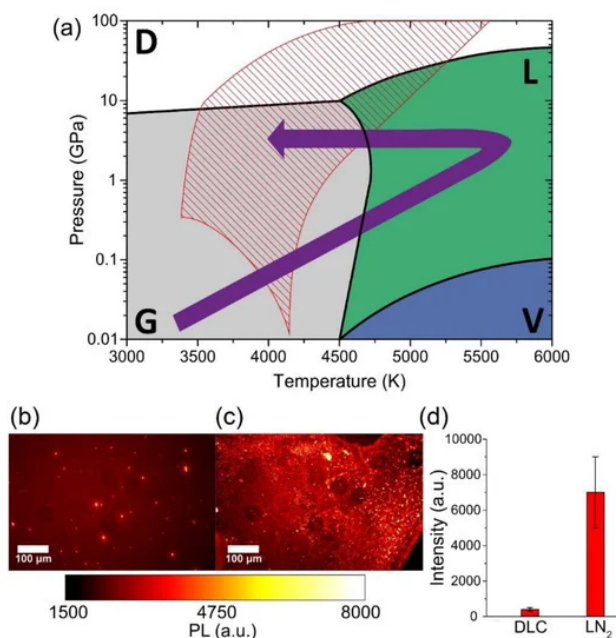 (a)
D
L
G
V
100
10
1
0.1
0.01
Pressure (GPa)
3000 3500 4000 4500 5000 5500 6000
Temperature (K)
(b)
(c)
(d)
100 µm
100 µm
1500 4750 8000
PL (a.u.)
10000
8000
6000
4000
2000
0
Intensity (a.u.)
DLC LN₂